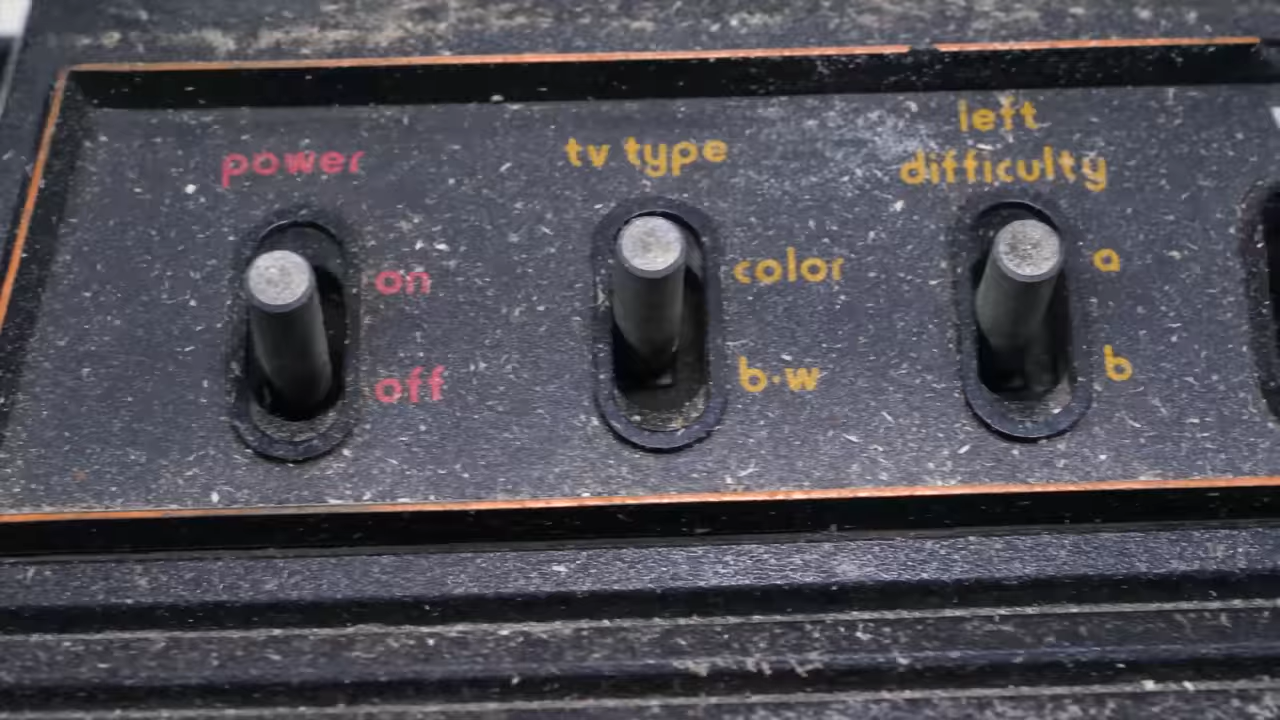 power
on
off
tv type
color
b·w
left
difficulty
a
b